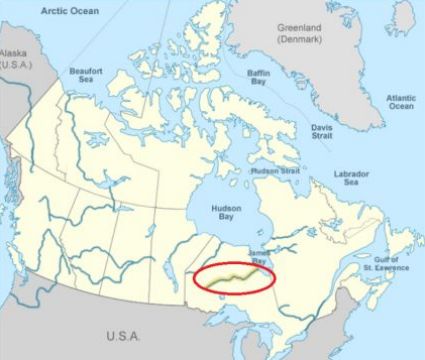 Arctic Ocean
Greenland
(Denmark)
Alaska
(U.S.A.)
Beaufort
Sea
Baffin
Bay
Atlantic
Ocean
Davis
Strait
Hudson Strait
Labrador
Sea
Hudson
Bay
James
Bay
Gulf of
St. Lawrence
U.S.A.